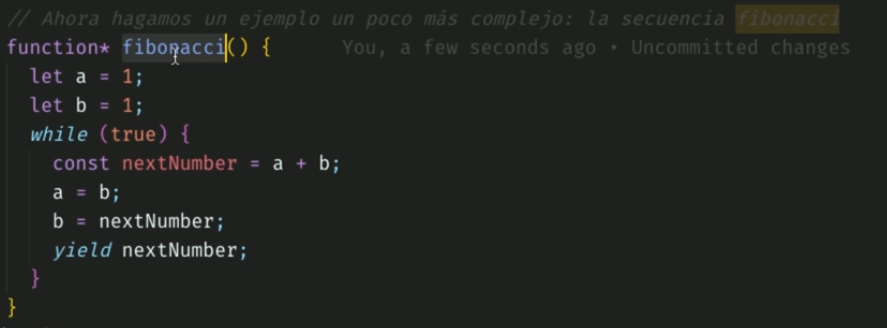 // Ahora hagamos un ejemplo un poco más complejo: la secuencia fibonacci
function* fibonacci() { You, a few seconds ago • Uncommitted changes
let a = 1;
let b = 1;
while (true) {
const nextNumber = a + b;
a = b;
b = nextNumber;
yield nextNumber;
}
}